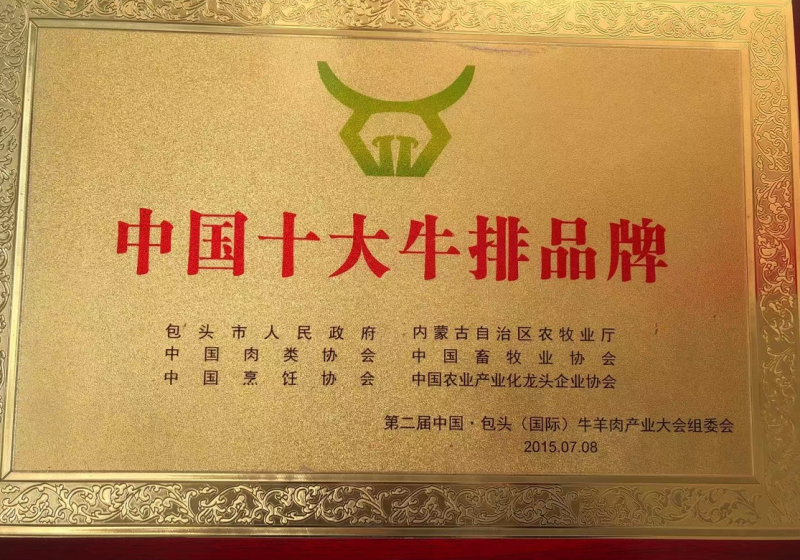 中国十大牛排品牌
包头市人民政府 内蒙古自治区农牧业厅
中国肉类协会 中国畜牧业协会
中国烹饪协会 中国农业产业化龙头企业协会
第二届中国·包头（国际）牛羊肉产业大会组委会
2015.07.08